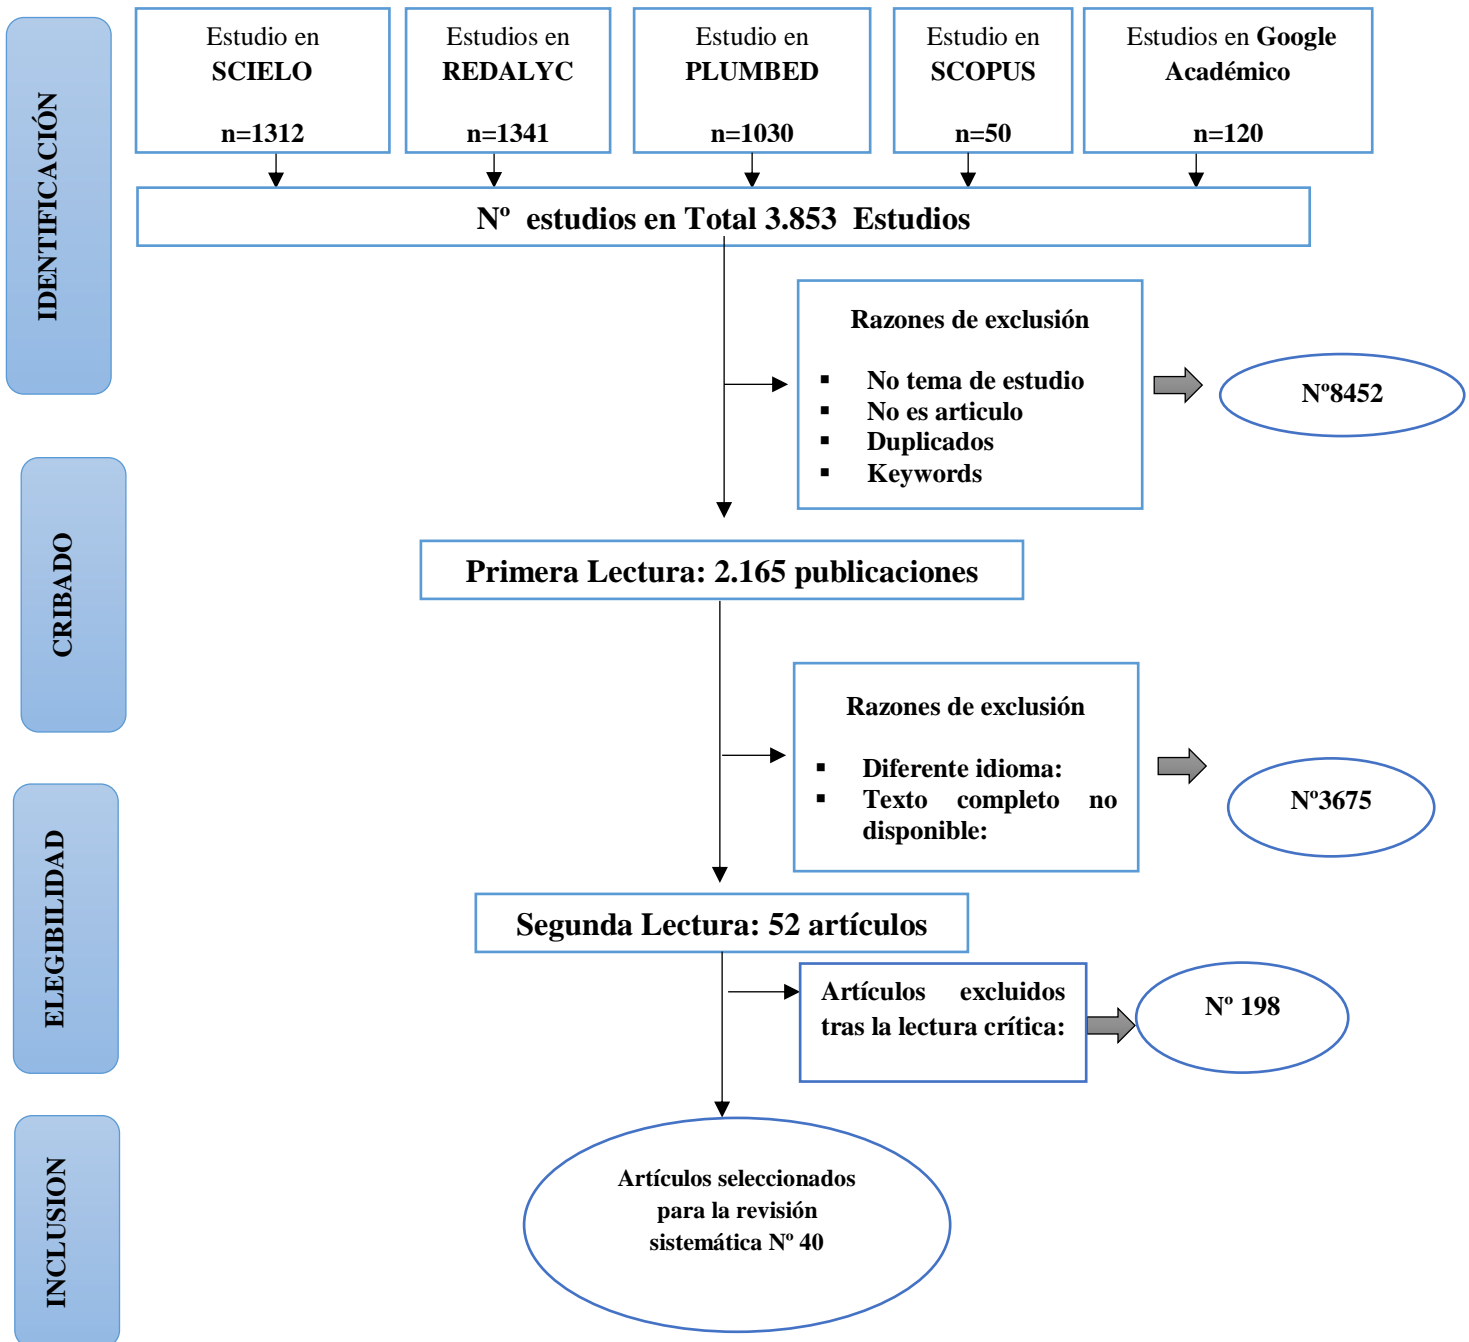 IDENTIFICACIÓN
Estudio en
SCIELO
n=1312
Estudios en
REDALYC
n=1341
Estudio en
PLUMBED
n=1030
Estudio en
SCOPUS
n=50
Estudios en Google
Académico
n=120
Nº estudios en Total 3.853 Estudios
Razones de exclusión
▪ No tema de estudio
▪ No es articulo
▪ Duplicados
▪ Keywords
Nº8452
CRIBADO
Primera Lectura: 2.165 publicaciones
Razones de exclusión
▪ Diferente idioma:
▪ Texto completo no
disponible:
Nº3675
ELEGIBILIDAD
Segunda Lectura: 52 artículos
Artículos excluidos
tras la lectura crítica:
Nº 198
INCLUSION
Artículos seleccionados
para la revisión
sistemática Nº 40